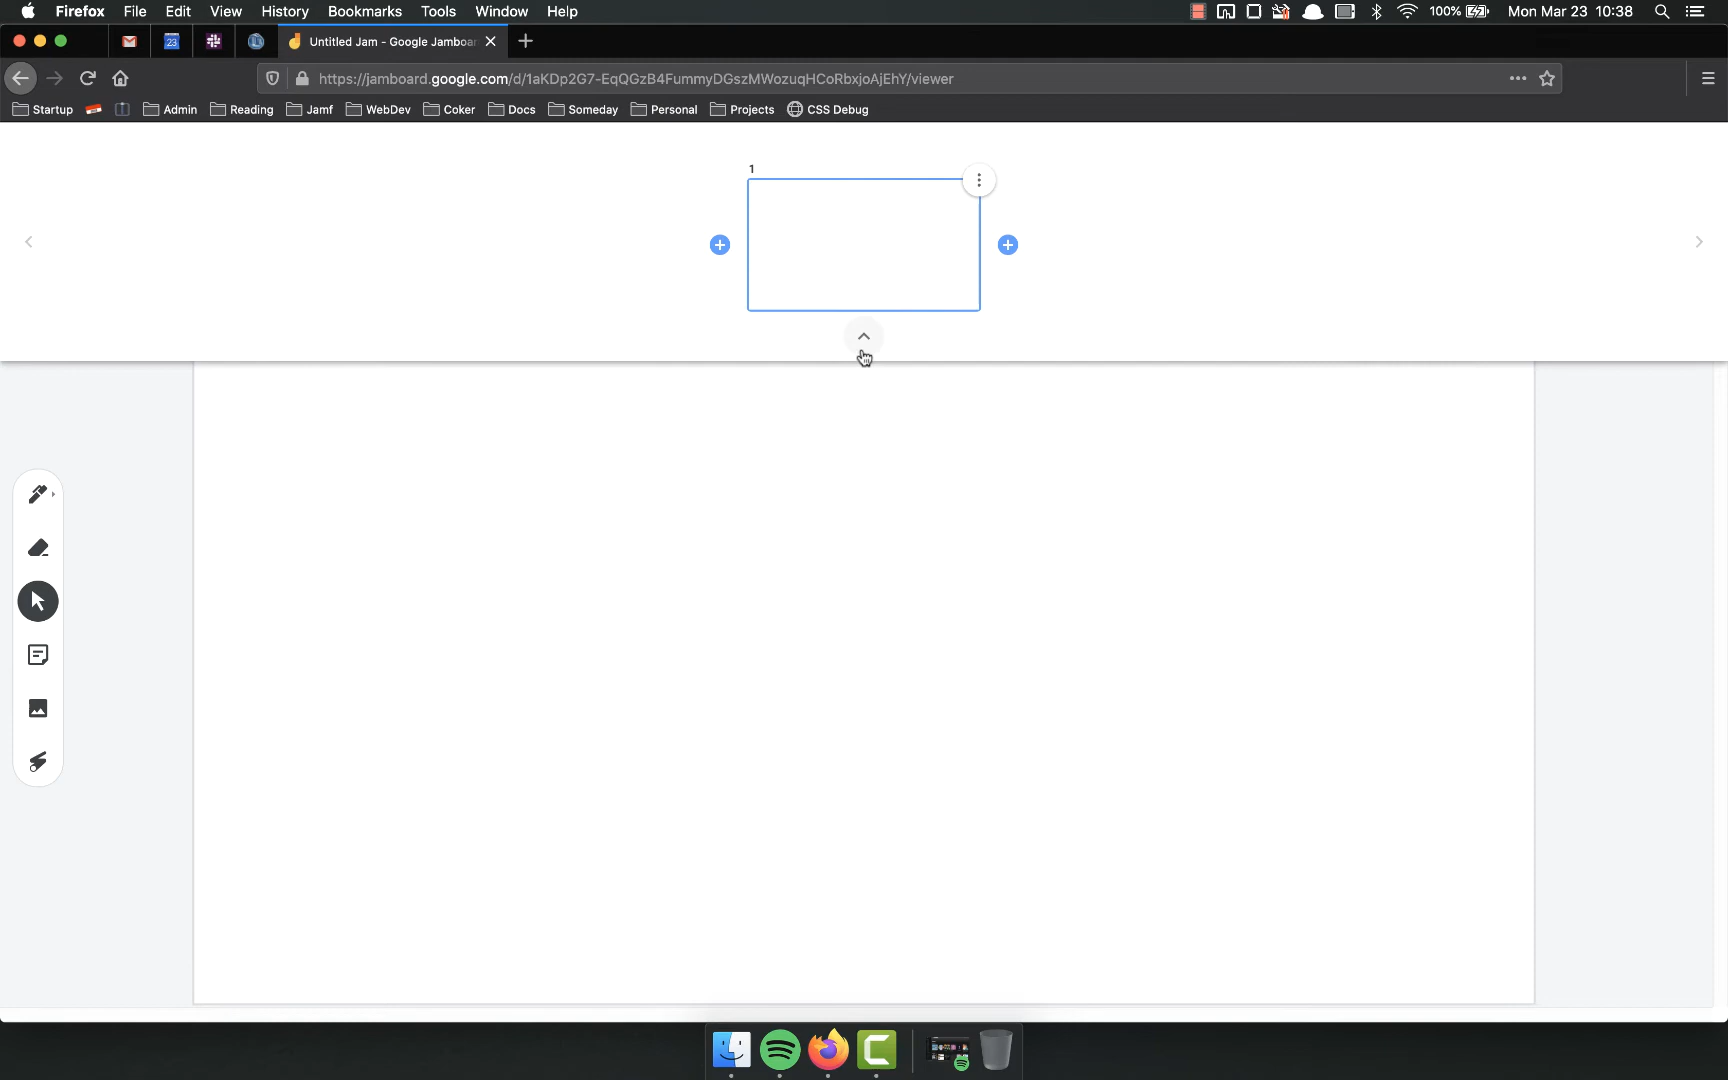 Firefox File Edit View History Bookmarks Tools Window Help 100% Mon Mar 23 10:38
23 Untitled Jam - Google Jamboar
https://jamboard.google.com/d/1aKDp2G7-EqQGzB4FummyDGszMWozuqHCoRbxjoAjEhY/viewer
Startup Admin Reading Jamf WebDev Coker Docs Someday Personal Projects CSS Debug
1